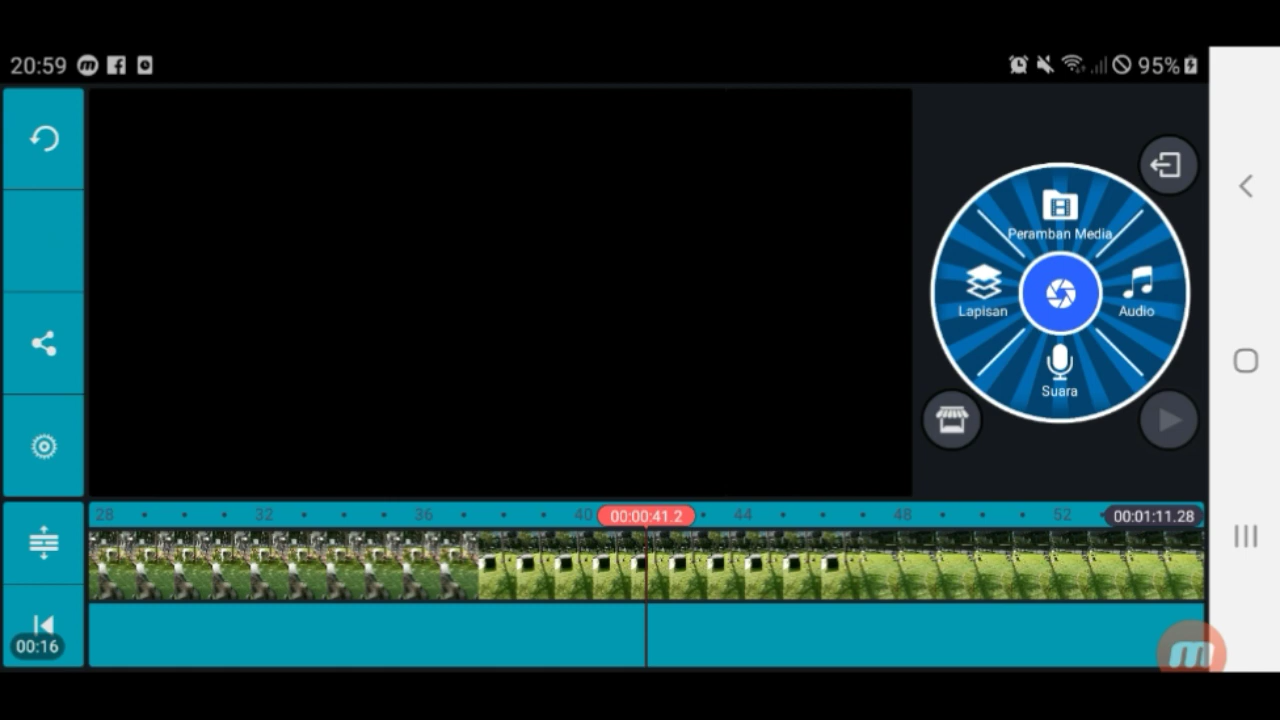 20:59
95%
Peramban Media
Lapisan
Audio
Suara
28 32 36 40 00:00:41.2 44 48 52 00:01:11.28
00:16
m